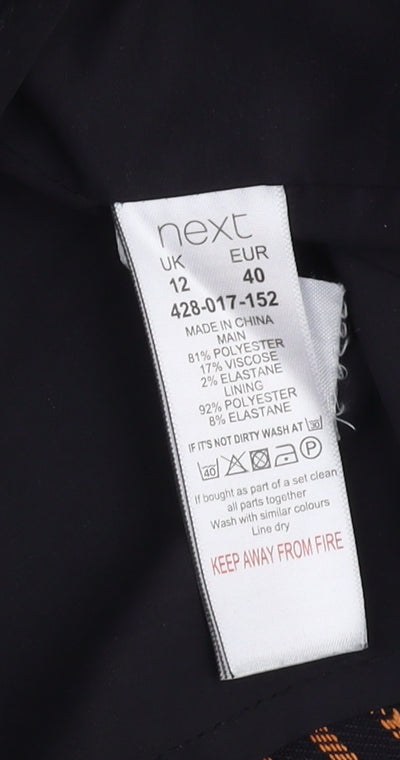 next
UK EUR
12 40
428-017-152
MADE IN CHINA
MAIN
81% POLYESTER
17% VISCOSE
2% ELASTANE
LINING
92% POLYESTER
8% ELASTANE
IF IT'S NOT DIRTY WASH AT 30
40 P
If bought as part of a set clean
all parts together
Wash with similar colours
Line dry
KEEP AWAY FROM FIRE